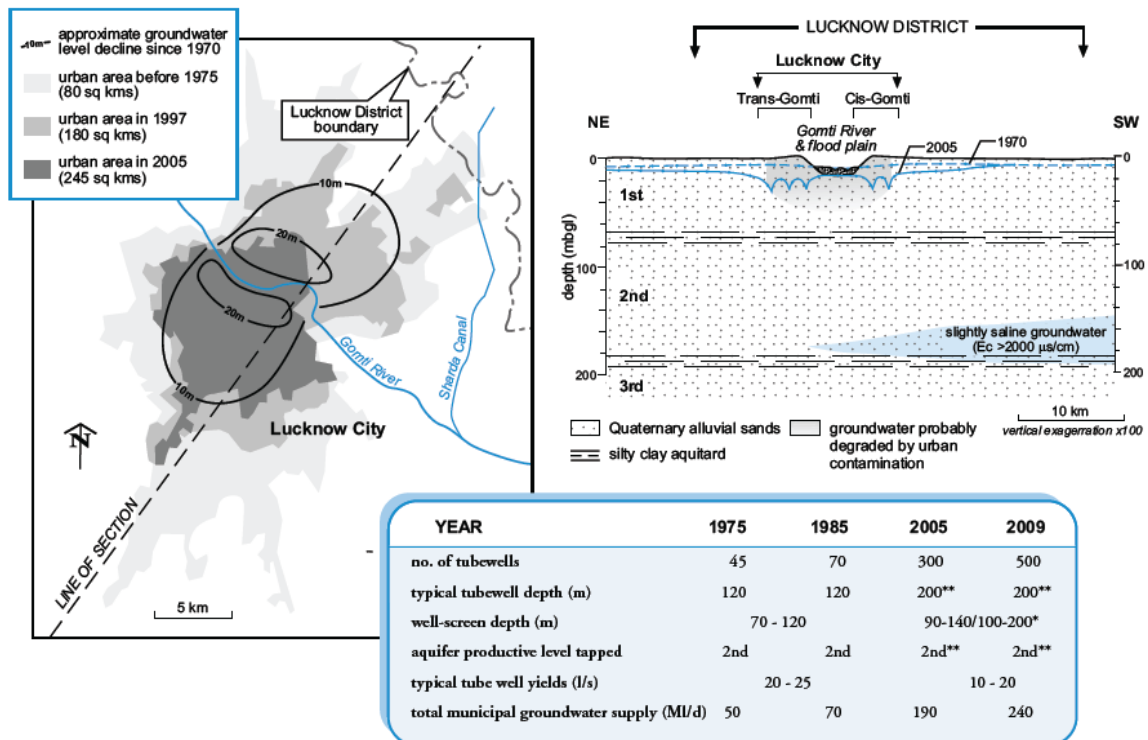 -10m-
approximate groundwater
level decline since 1970
urban area before 1975
(80 sq kms)
urban area in 1997
(180 sq kms)
urban area in 2005
(245 sq kms)
Lucknow District
boundary
10m
20m
20m
10m
Gomti River
Sharda Canal
Lucknow City
N
LINE OF SECTION
5 km
LUCKNOW DISTRICT
Lucknow City
Trans-Gomti
Cis-Gomti
NE
SW
Gomti River
& flood plain
2005
1970
0
100
200
depth (mbgl)
0
-100
200
1st
2nd
3rd
slightly saline groundwater
(Ec >2000 µs/cm)
Quaternary alluvial sands
silty clay aquitard
groundwater probably
degraded by urban
contamination
10 km
vertical exagerration x100
YEAR 1975 1985 2005 2009
no. of tubewells 45 70 300 500
typical tubewell depth (m) 120 120 200** 200**
well-screen depth (m) 70 - 120 90-140/100-200*
aquifer productive level tapped 2nd 2nd 2nd** 2nd**
typical tube well yields (l/s) 20 - 25 10 - 20
total municipal groundwater supply (Ml/d) 50 70 190 240